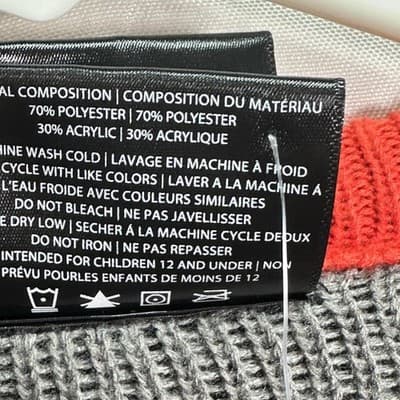 COMPOSITION | COMPOSITION DU MATÉRIAU
70% POLYESTER | 70% POLYESTER
30% ACRYLIC | 30% ACRYLIQUE
WASH COLD | LAVAGE EN MACHINE À FROID
CYCLE WITH LIKE COLORS | LAVER A LA MACHINE Á
L'EAU FROIDE AVEC COULEURS SIMILAIRES
DO NOT BLEACH | NE PAS JAVELLISSER
DRY LOW | SECHER Á LA MACHINE CYCLE DEOUX
DO NOT IRON | NE PAS REPASSER
INTENDED FOR CHILDREN 12 AND UNDER | NON
PRÉVU POURLES ENFANTS DE MOINS DE 12